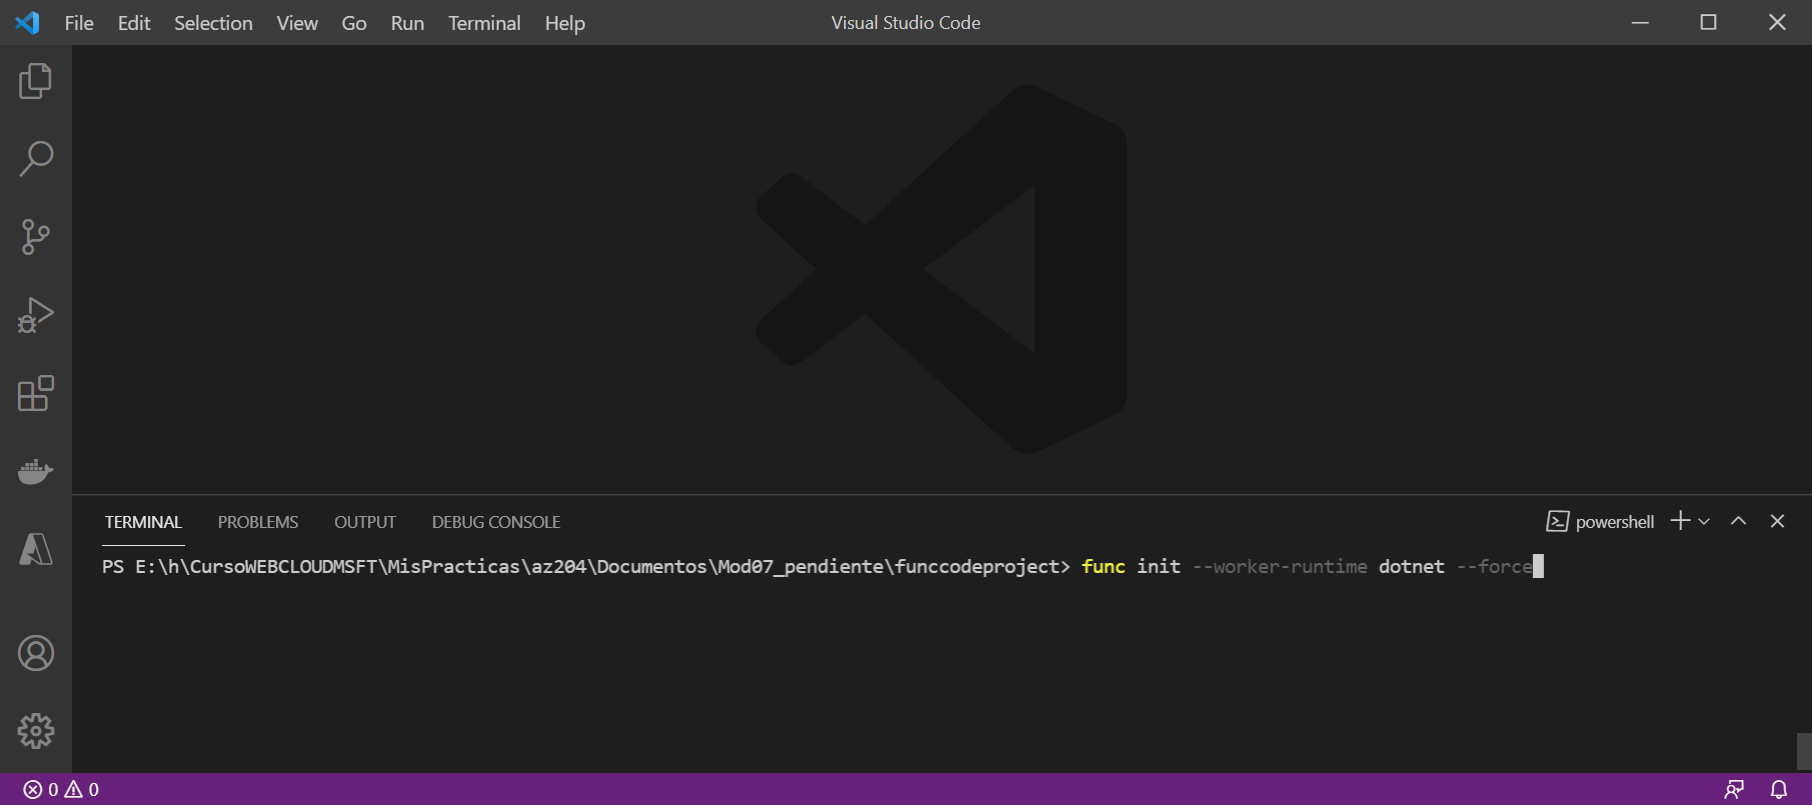 File Edit Selection View Go Run Terminal Help Visual Studio Code
TERMINAL PROBLEMS OUTPUT DEBUG CONSOLE powershell
PS E:\h\CursoWEBCLOUDMSFT\MisPracticas\az204\Documentos\Mod07_pendiente\funccodeproject> func init --worker-runtime dotnet --force
0 0